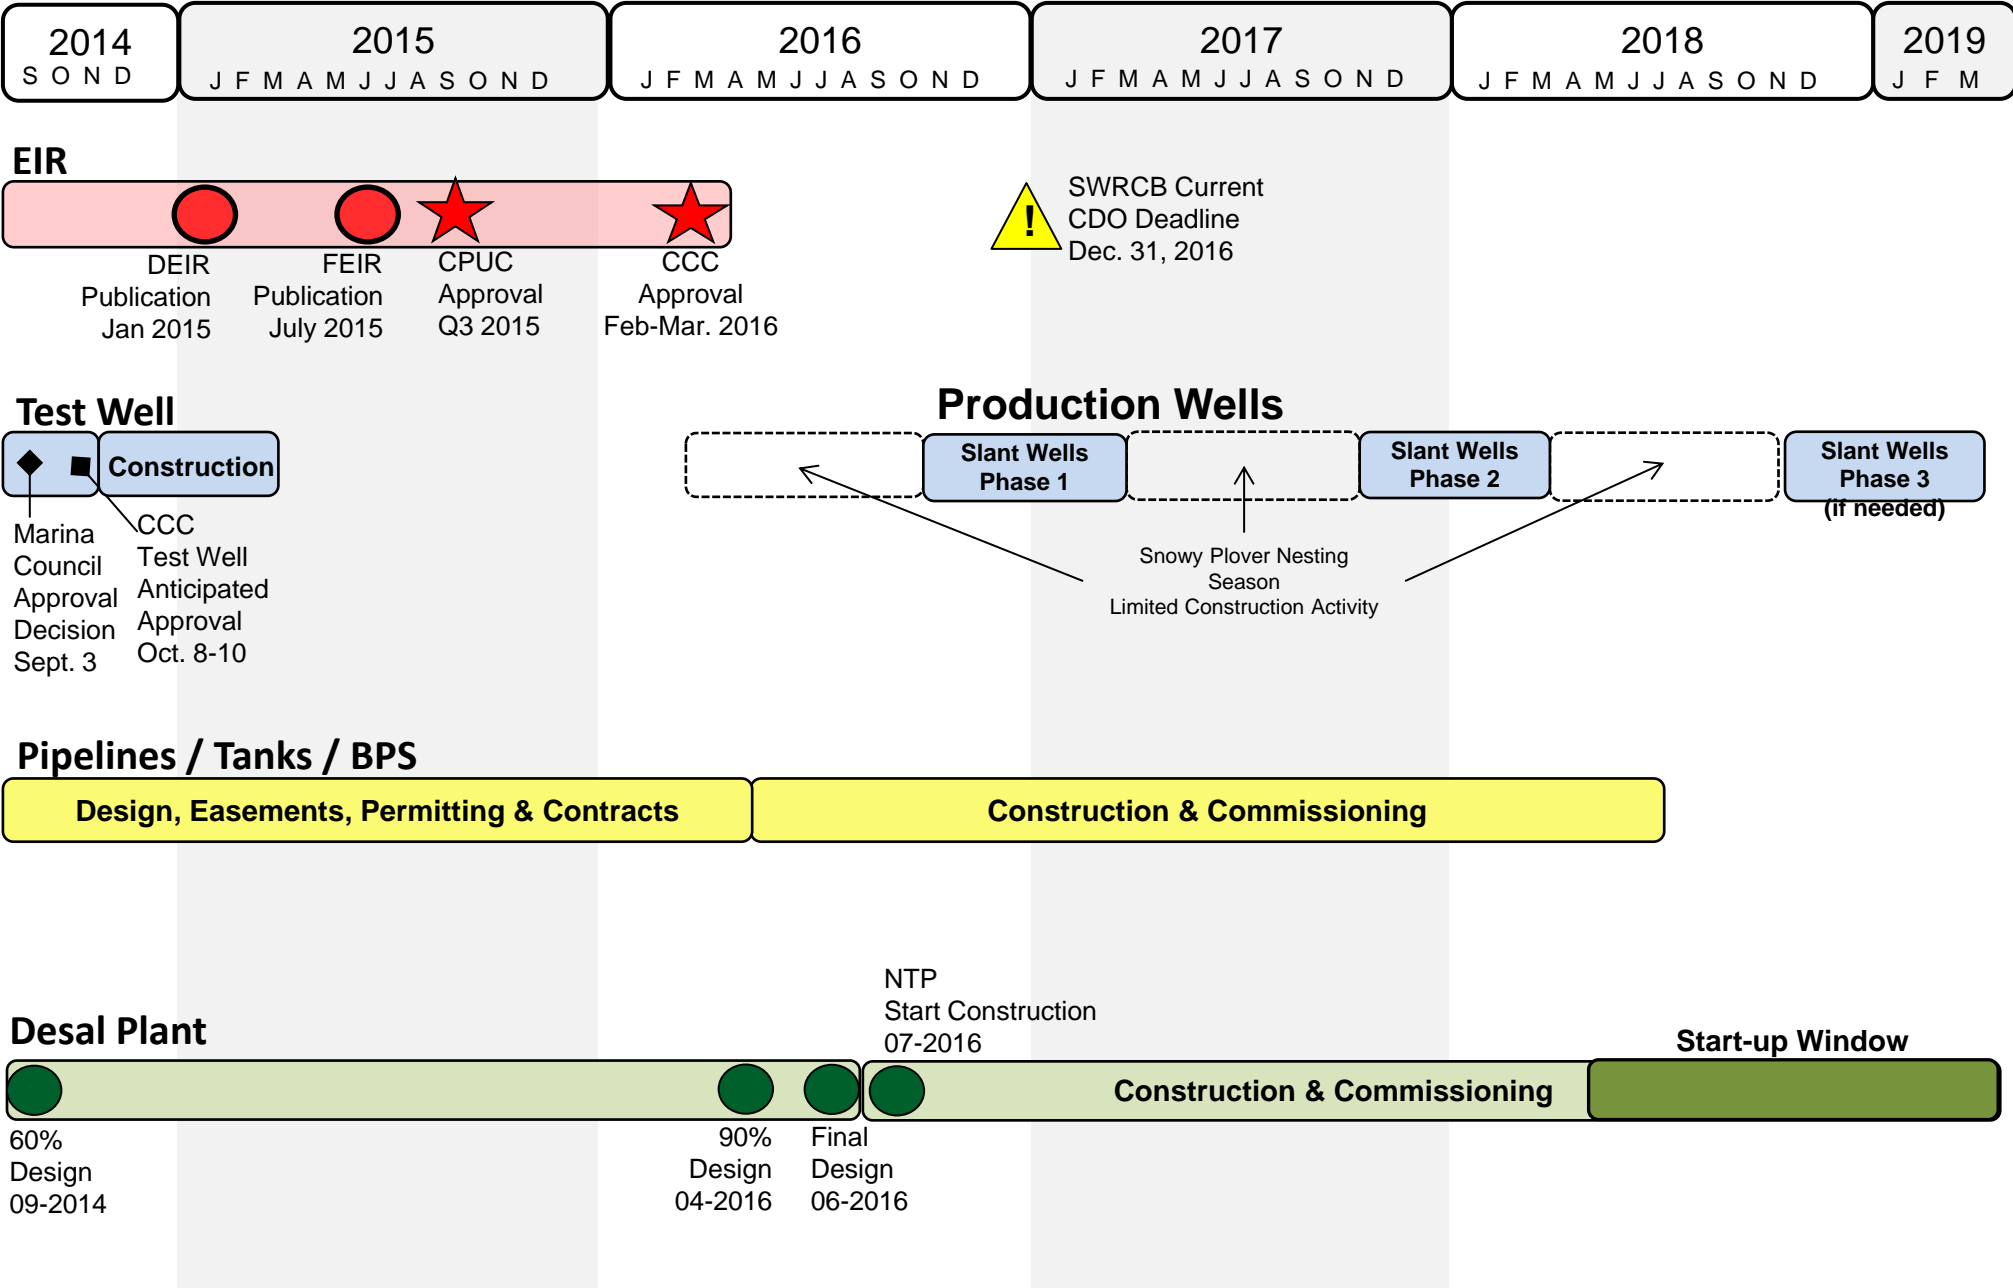 2014
S O N D
2015
J F M A M J J A S O N D
2016
J F M A M J J A S O N D
2017
J F M A M J J A S O N D
2018
J F M A M J J A S O N D
2019
J F M
EIR
DEIR
Publication
Jan 2015
FEIR
Publication
July 2015
CPUC
Approval
Q3 2015
CCC
Approval
Feb-Mar. 2016
!
SWRCB Current
CDO Deadline
Dec. 31, 2016
Test Well
Construction
Marina
Council
Approval
Decision
Sept. 3
CCC
Test Well
Anticipated
Approval
Oct. 8-10
Production Wells
Slant Wells
Phase 1
Slant Wells
Phase 2
Slant Wells
Phase 3
(if needed)
Snowy Plover Nesting
Season
Limited Construction Activity
Pipelines / Tanks / BPS
Design, Easements, Permitting & Contracts
Construction & Commissioning
Desal Plant
NTP
Start Construction
07-2016
Start-up Window
Construction & Commissioning
60%
Design
09-2014
90%
Design
04-2016
Final
Design
06-2016